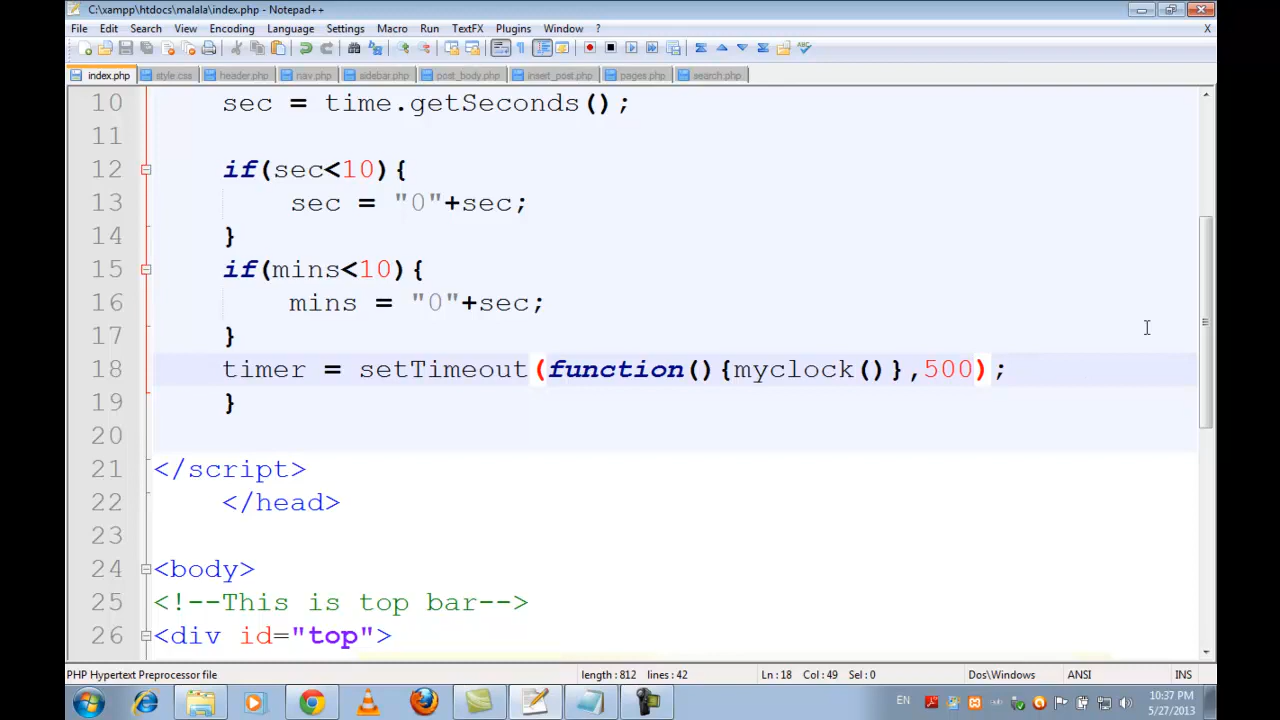 C:\xampp\htdocs\malala\index.php - Notepad++
File Edit Search View Encoding Language Settings Macro Run TextFX Plugins Window ? X
index.php style.css header.php nav.php sidebar.php post_body.php insert_post.php pages.php search.php
10 sec = time.getSeconds();
11
12 if(sec<10){
13 sec = "0"+sec;
14 }
15 if(mins<10){
16 mins = "0"+sec;
17 }
18 timer = setTimeout(function(){myclock()},500);
19 }
20
21 </script>
22 </head>
23
24 <body>
25 <!--This is top bar-->
26 <div id="top">
PHP Hypertext Preprocessor file length : 812 lines : 42 Ln : 18 Col : 49 Sel : 0 Dos\Windows ANSI INS
EN 10:37 PM
5/27/2013